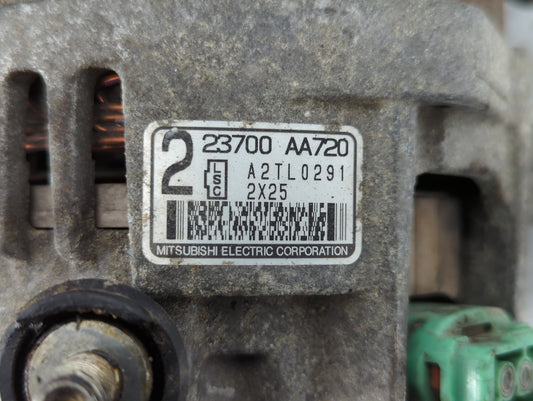 2 23700 AA720
LSC A2TL0291
2X25
MITSUBISHI ELECTRIC CORPORATION